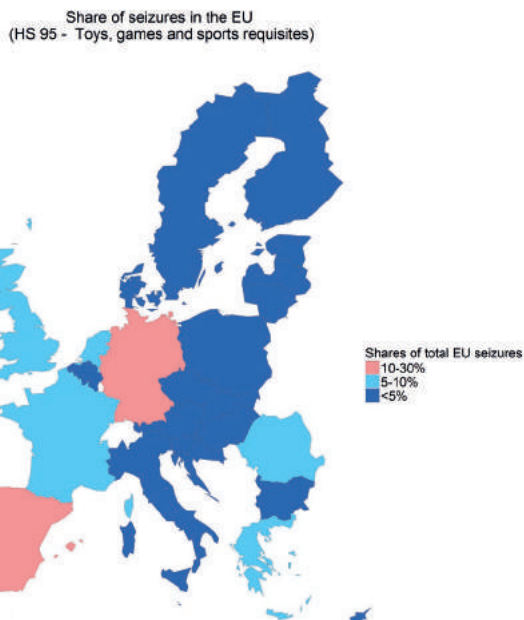 Share of seizures in the EU
(HS 95 - Toys, games and sports requisites)
Shares of total EU seizures
10-30%
5-10%
<5%